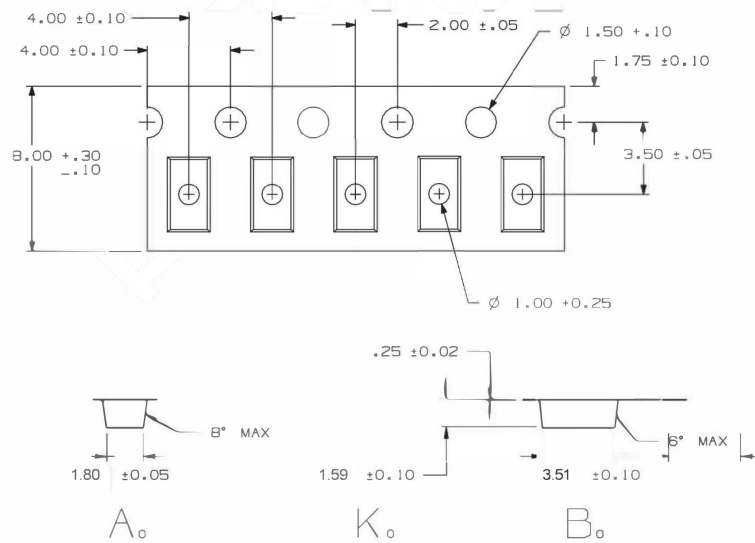 4.00 ±0.10
2.00 ±.05
Ø 1.50 +.10
4.00 ±0.10
1.75 ±0.10
8.00 +.30
-.10
3.50 ±.05
Ø 1.00 +0.25
.25 ±0.02
8° MAX
6° MAX
1.80 ±0.05
1.59 ±0.10
3.51 ±0.10
A₀
K₀
B₀